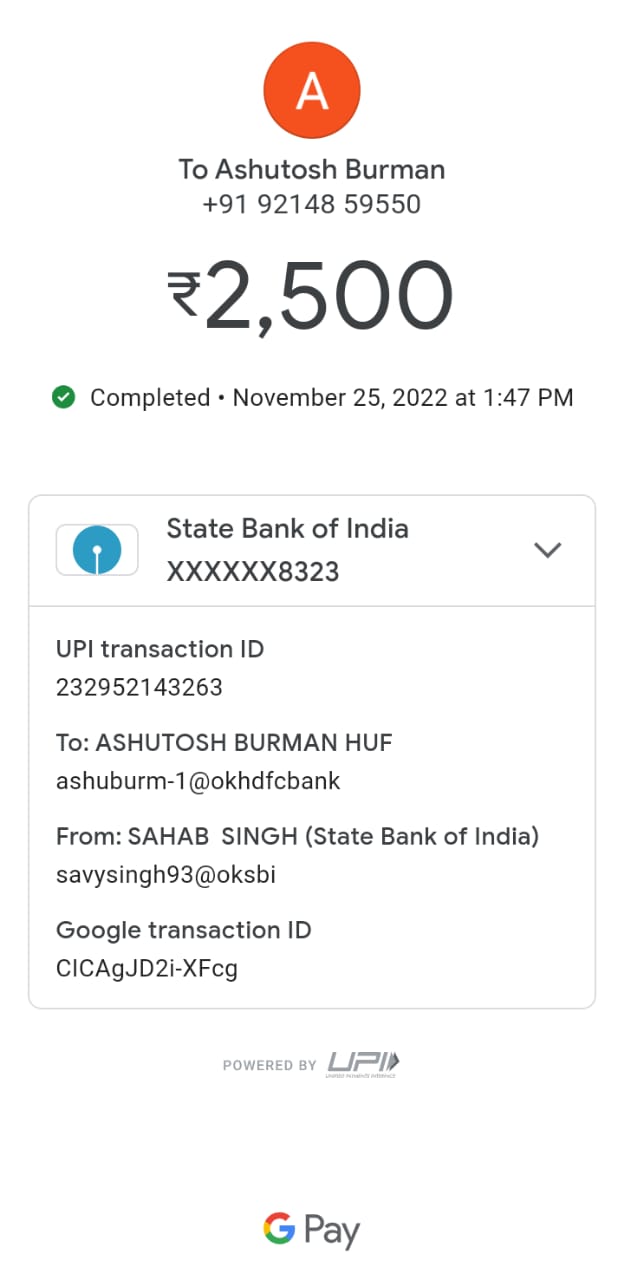 A
To Ashutosh Burman
+91 92148 59550
₹2,500
Completed • November 25, 2022 at 1:47 PM
State Bank of India
XXXXXX8323
UPI transaction ID
232952143263
To: ASHUTOSH BURMAN HUF
ashuburm-1@okhdfcbank
From: SAHAB  SINGH (State Bank of India)
savysingh93@oksbi
Google transaction ID
CICAgJD2i-XFcg
POWERED BY UPI
UNIFIED PAYMENTS INTERFACE
G Pay